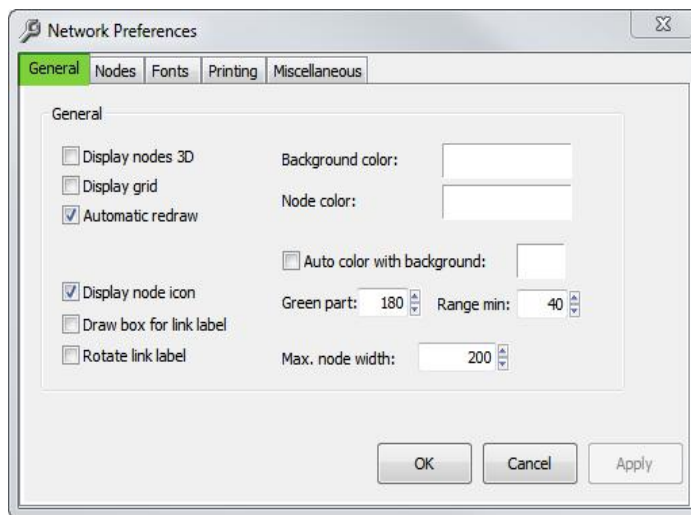 Network Preferences
General Nodes Fonts Printing Miscellaneous
General
Display nodes 3D
Display grid
Automatic redraw
Display node icon
Draw box for link label
Rotate link label
Background color:
Node color:
Auto color with background:
Green part: 180 Range min: 40
Max. node width: 200
OK Cancel Apply